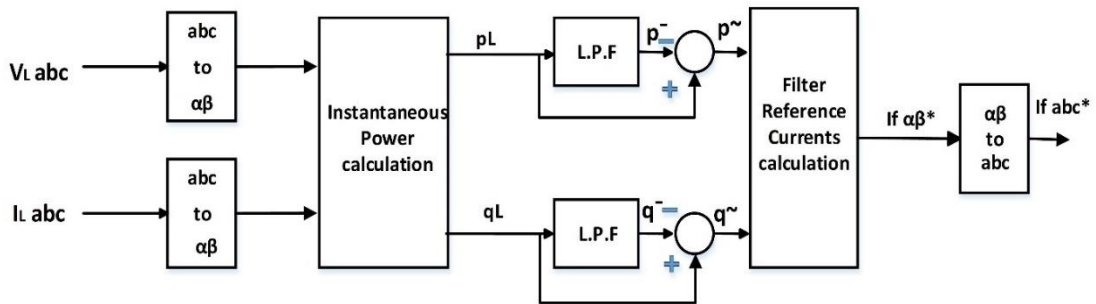 VL abc
abc
to
αβ
IL abc
abc
to
αβ
Instantaneous
Power
calculation
pL
L.P.F
p⁻
−
+
p~
qL
L.P.F
q⁻
−
+
q~
Filter
Reference
Currents
calculation
If αβ*
αβ
to
abc
If abc*